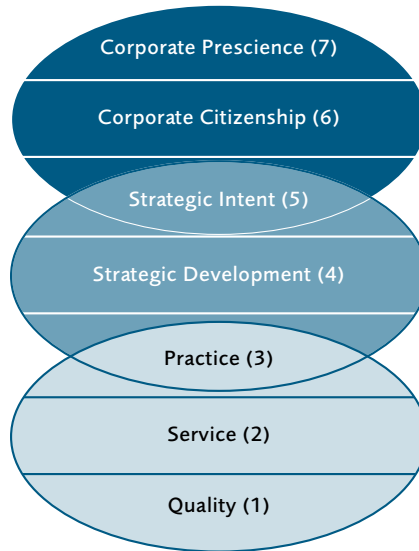 Corporate Prescience (7)
Corporate Citizenship (6)
Strategic Intent (5)
Strategic Development (4)
Practice (3)
Service (2)
Quality (1)